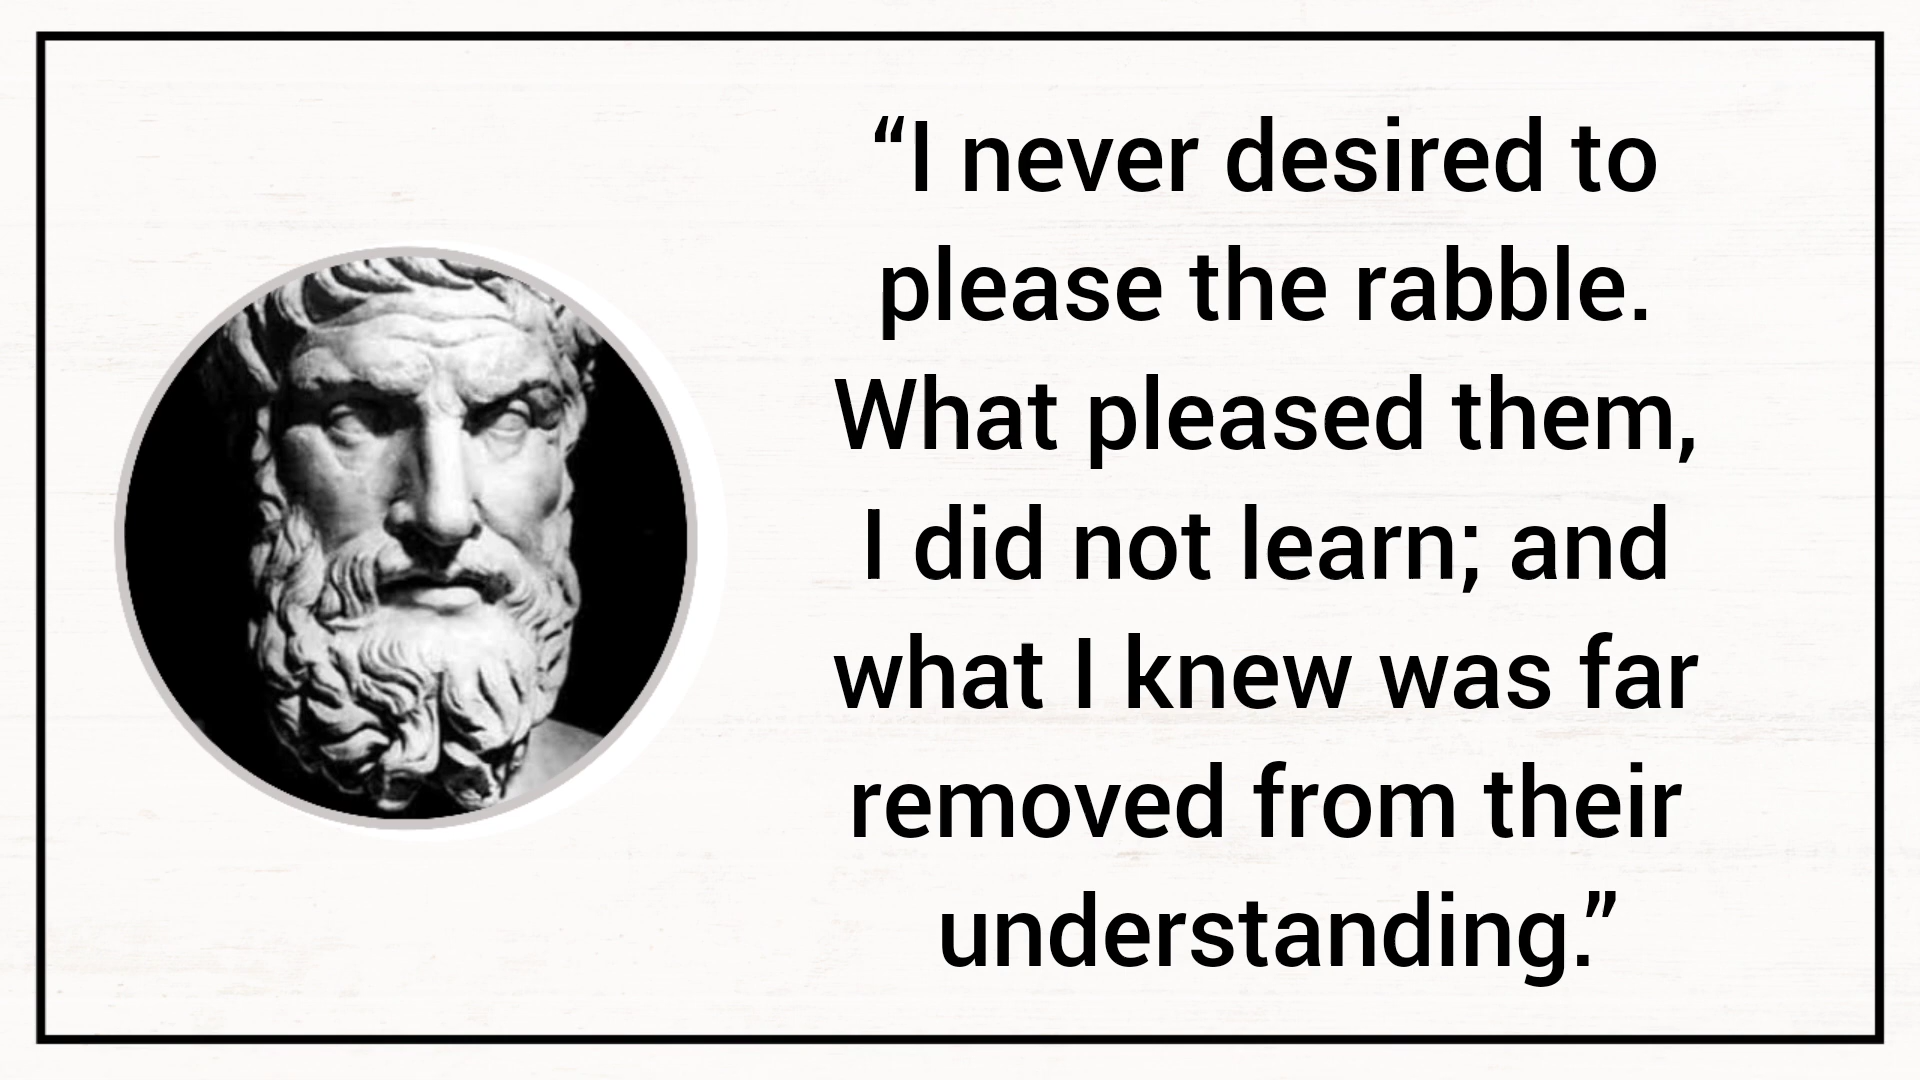 “I never desired to
please the rabble.
What pleased them,
I did not learn; and
what I knew was far
removed from their
understanding.”